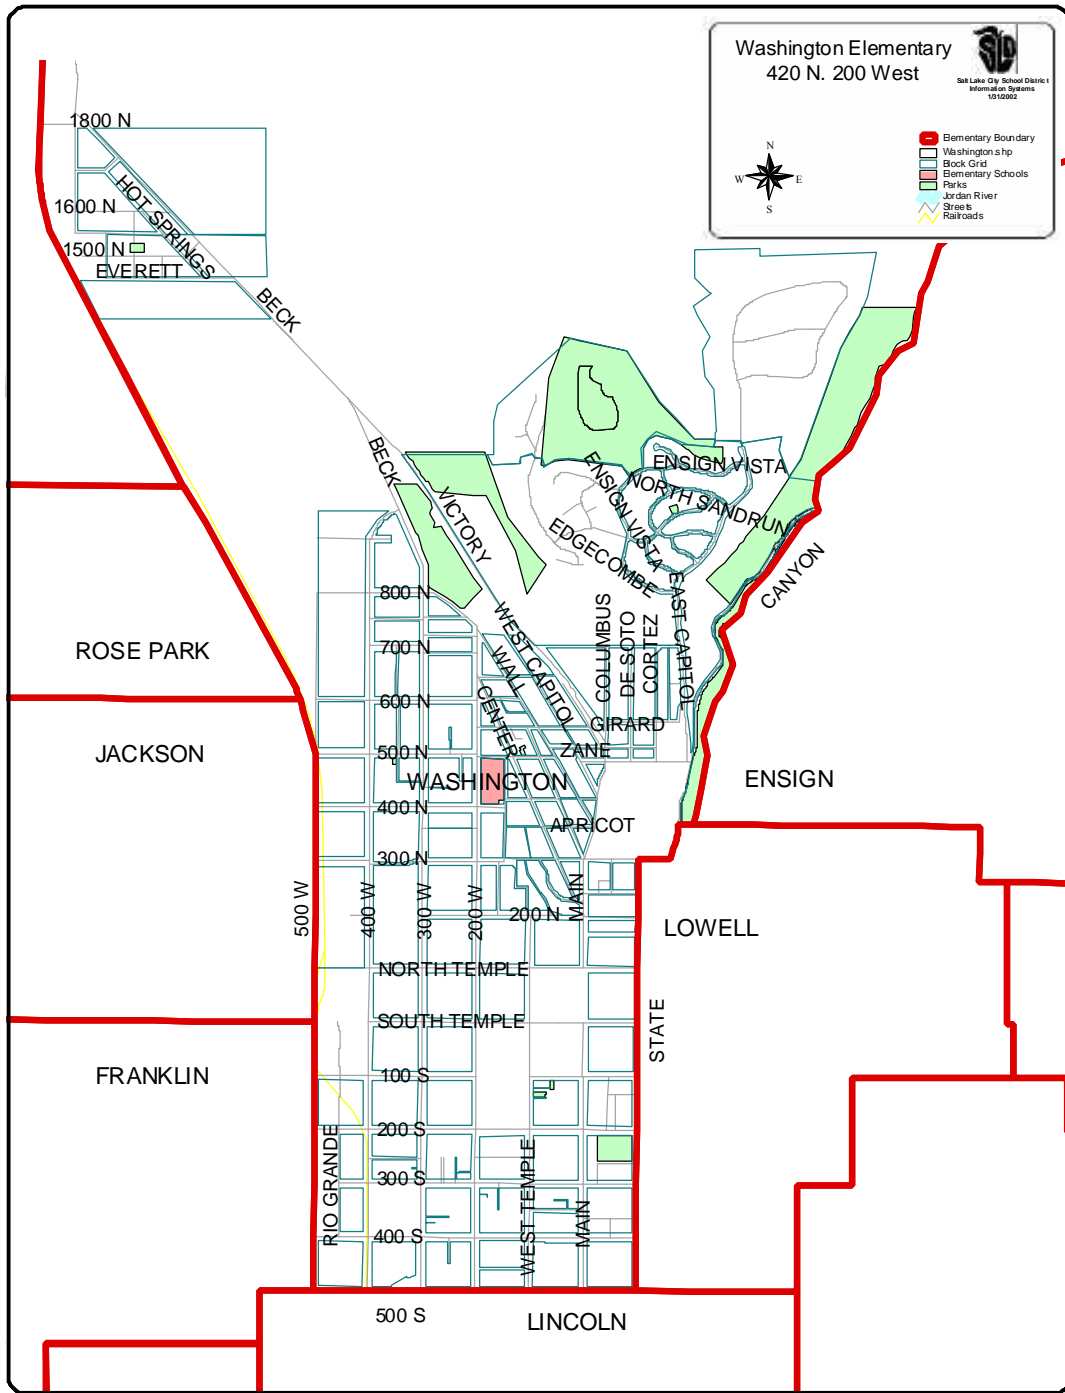 Washington Elementary
420 N. 200 West
Salt Lake City School District
Information Systems
1/31/2002
N
W
E
S
Elementary Boundary
Washington.shp
Block Grid
Elementary Schools
Parks
Jordan River
Streets
Railroads
1800 N
HOT SPRINGS
1600 N
1500 N
EVERETT
BECK
BECK
VICTORY
ENSIGN VISTA
ENSIGN VISTA
NORTH SANDRUN
EDGECOMBE
EAST CAPITOL
CANYON
800 N
WEST CAPITOL
COLUMBUS
DE SOTO
CORTEZ
ROSE PARK
700 N
WALL
600 N
CENTER
GIRARD
JACKSON
500 N
ZANE
WASHINGTON
ENSIGN
400 N
APRICOT
300 N
500 W
400 W
300 W
200 W
MAIN
200 N
LOWELL
NORTH TEMPLE
SOUTH TEMPLE
STATE
FRANKLIN
100 S
200 S
RIO GRANDE
300 S
WEST TEMPLE
MAIN
400 S
500 S
LINCOLN